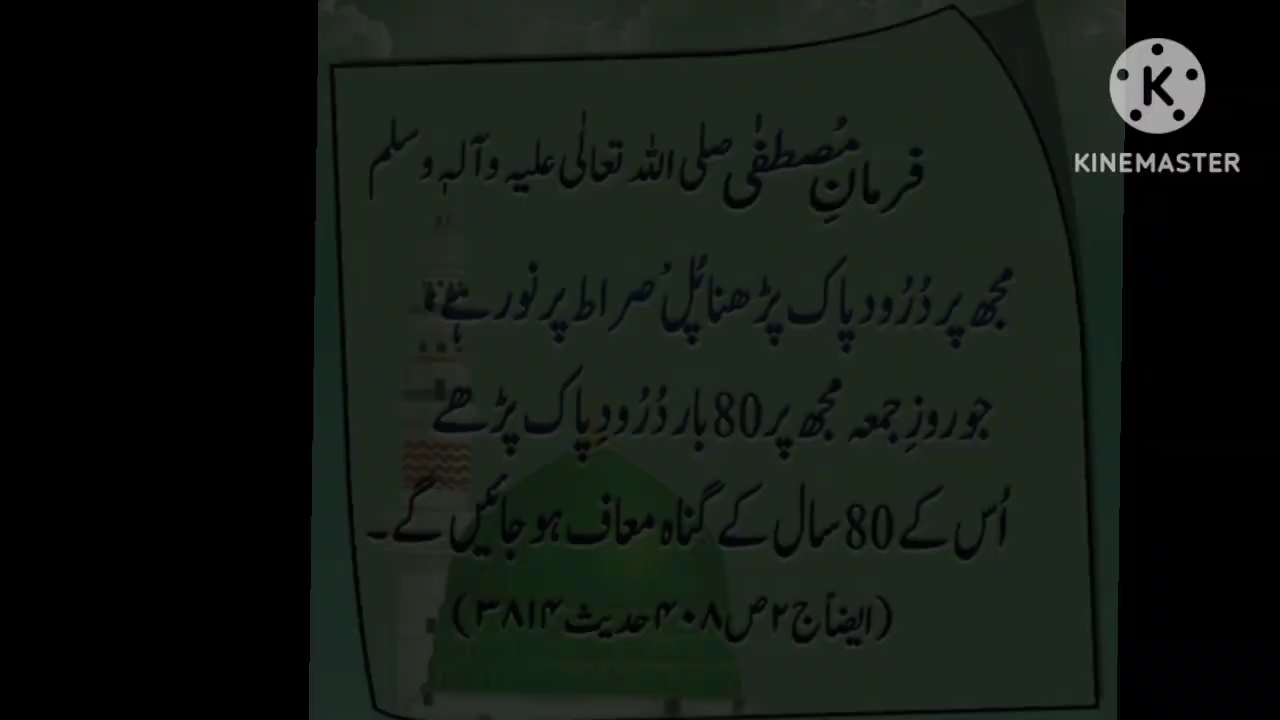 فرمانِ مُصطفٰی صلی اللہ تعالٰی علیہ وآلہٖ وسلم
مجھ پر دُرُود پاک پڑھنا پُلْ صراط پر نور ہے،
جو روزِ جمعہ مجھ پر 80 بار دُرُودِ پاک پڑھے
اُس کے 80 سال کے گناہ معاف ہو جائیں گے۔
(ایضاً ج ۲ ص ۴۰۸ حدیث ۳۸۱۴)
K
KINEMASTER